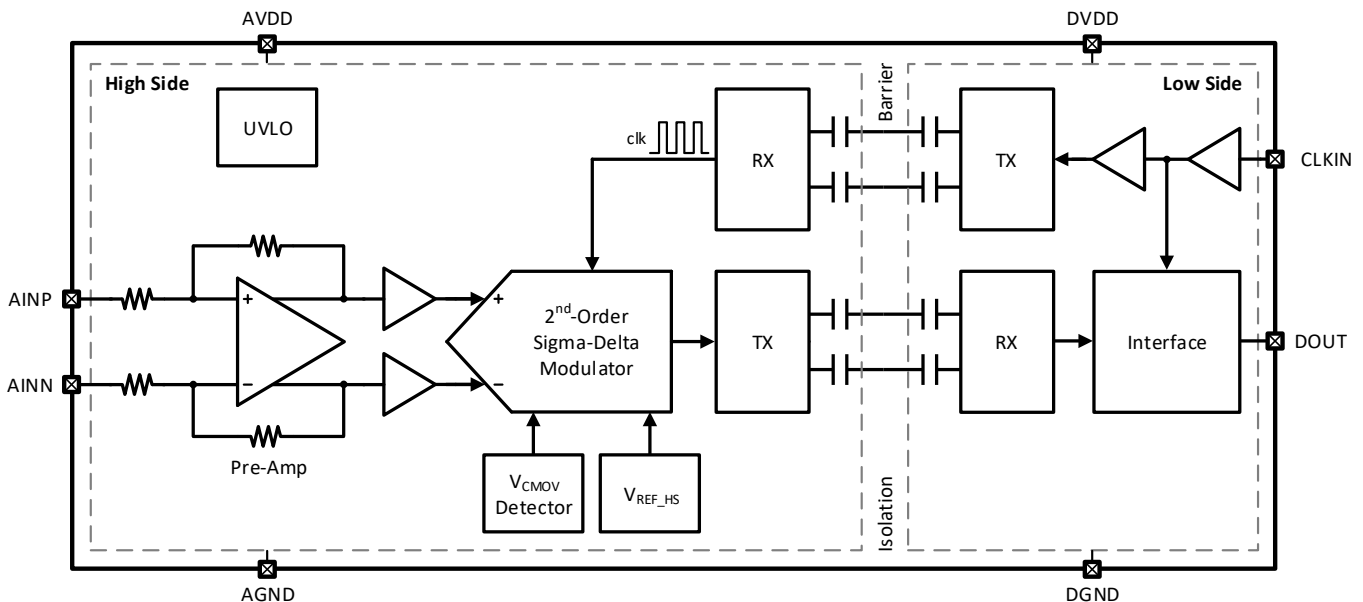 AVDD
DVDD
High Side
Barrier
Low Side
UVLO
clk
RX
TX
CLKIN
AINP
+
+
2nd-Order
Sigma-Delta
Modulator
TX
RX
Interface
DOUT
AINN
−
−
Pre-Amp
VCMOV
Detector
VREF_HS
Isolation
AGND
DGND